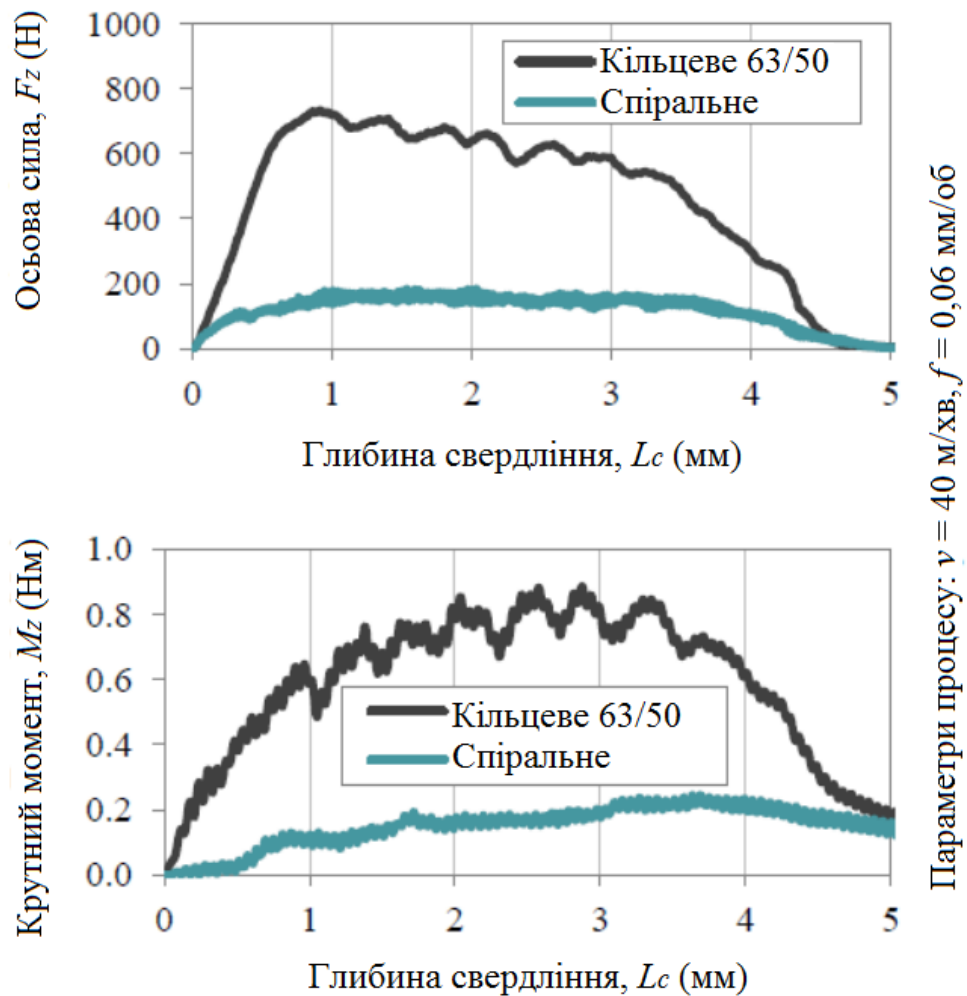 Осьова сила, Fz (Н)
1000
800
600
400
200
0
Кільцеве 63/50
Спіральне
0 1 2 3 4 5
Глибина свердління, Lc (мм)
Крутний момент, Mz (Нм)
1.0
0.8
0.6
0.4
0.2
0.0
Кільцеве 63/50
Спіральне
0 1 2 3 4 5
Глибина свердління, Lc (мм)
Параметри процесу: v = 40 м/хв, f = 0,06 мм/об